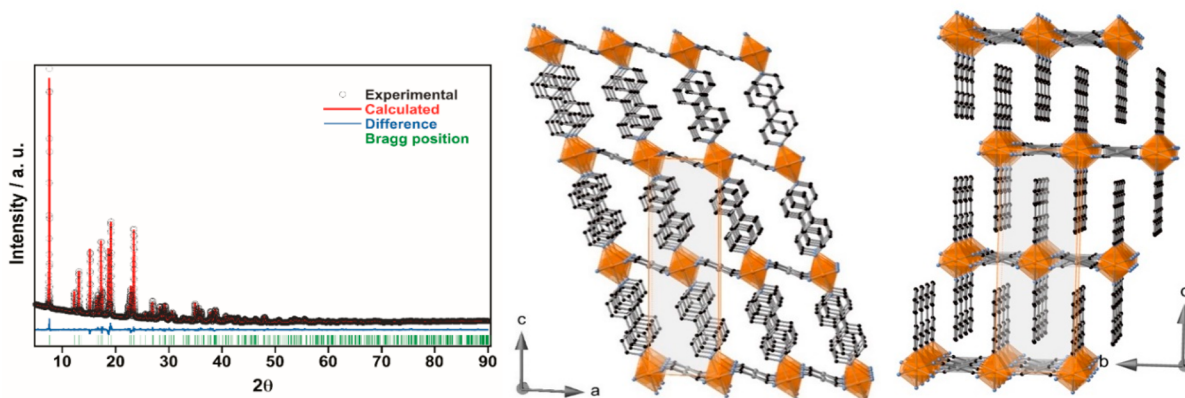 Experimental
Calculated
Difference
Bragg position
Intensity / a. u.
10 20 30 40 50 60 70 80 90
2θ
c
a
b
c